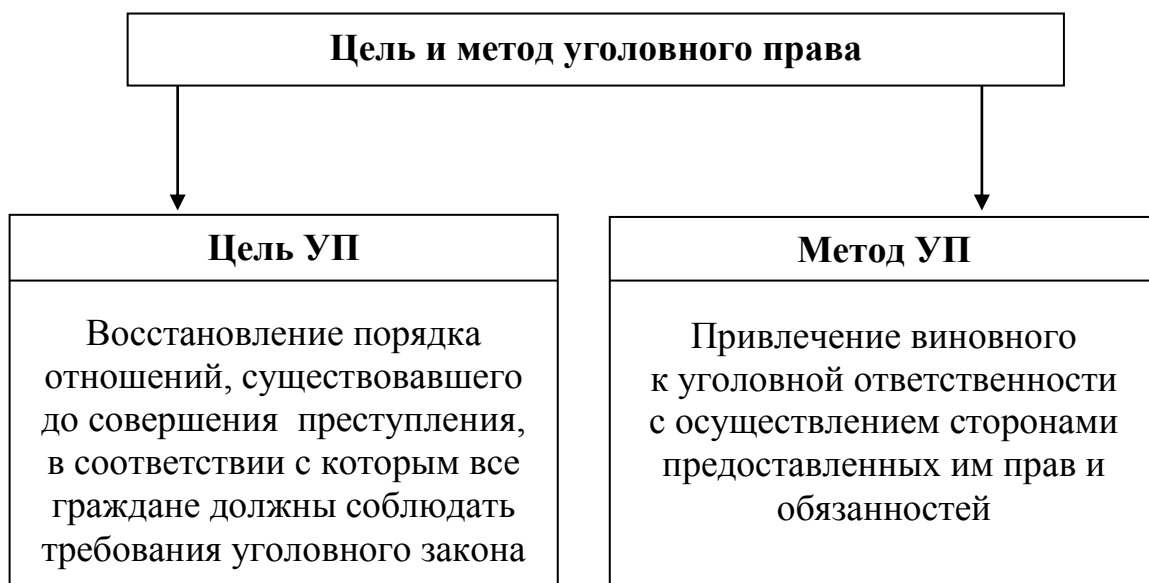 Цель и метод уголовного права
Цель УП
Восстановление порядка
отношений, существовавшего
до совершения преступления,
в соответствии с которым все
граждане должны соблюдать
требования уголовного закона
Метод УП
Привлечение виновного
к уголовной ответственности
с осуществлением сторонами
предоставленных им прав и
обязанностей